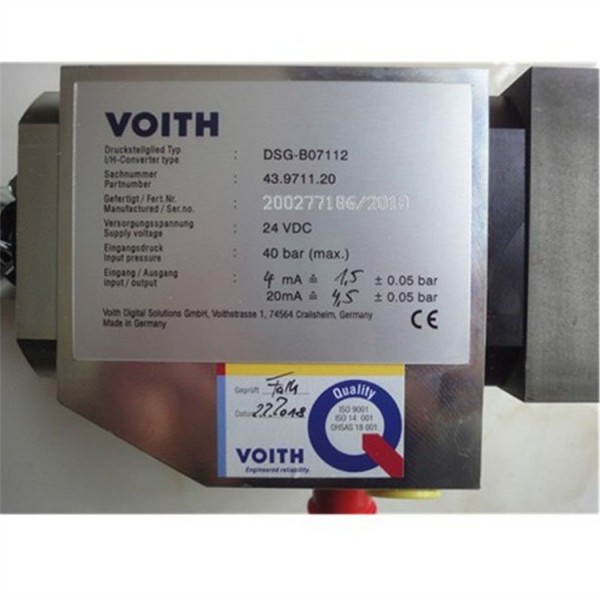 VOITH
Druckstellglied Typ
I/H-Converter type : DSG-B07112
Sachnummer
Partnumber : 43.9711.20
Gefertigt / Fert.Nr.
Manufactured / Ser.no. : 200277186/2018
Versorgungsspannung
Supply voltage : 24 VDC
Eingangsdruck
Input pressure : 40 bar (max.)
Eingang / Ausgang
Input / output : 4 mA ≙ 1,5 ± 0.05 bar
20mA ≙ 4,5 ± 0.05 bar
Voith Digital Solutions GmbH, Voithstrasse 1, 74564 Crailsheim, Germany
Made in Germany
CE
Geprüft
Datum
VOITH
Engineered reliability.
Quality
ISO 9001
ISO 14 001
OHSAS 18 001